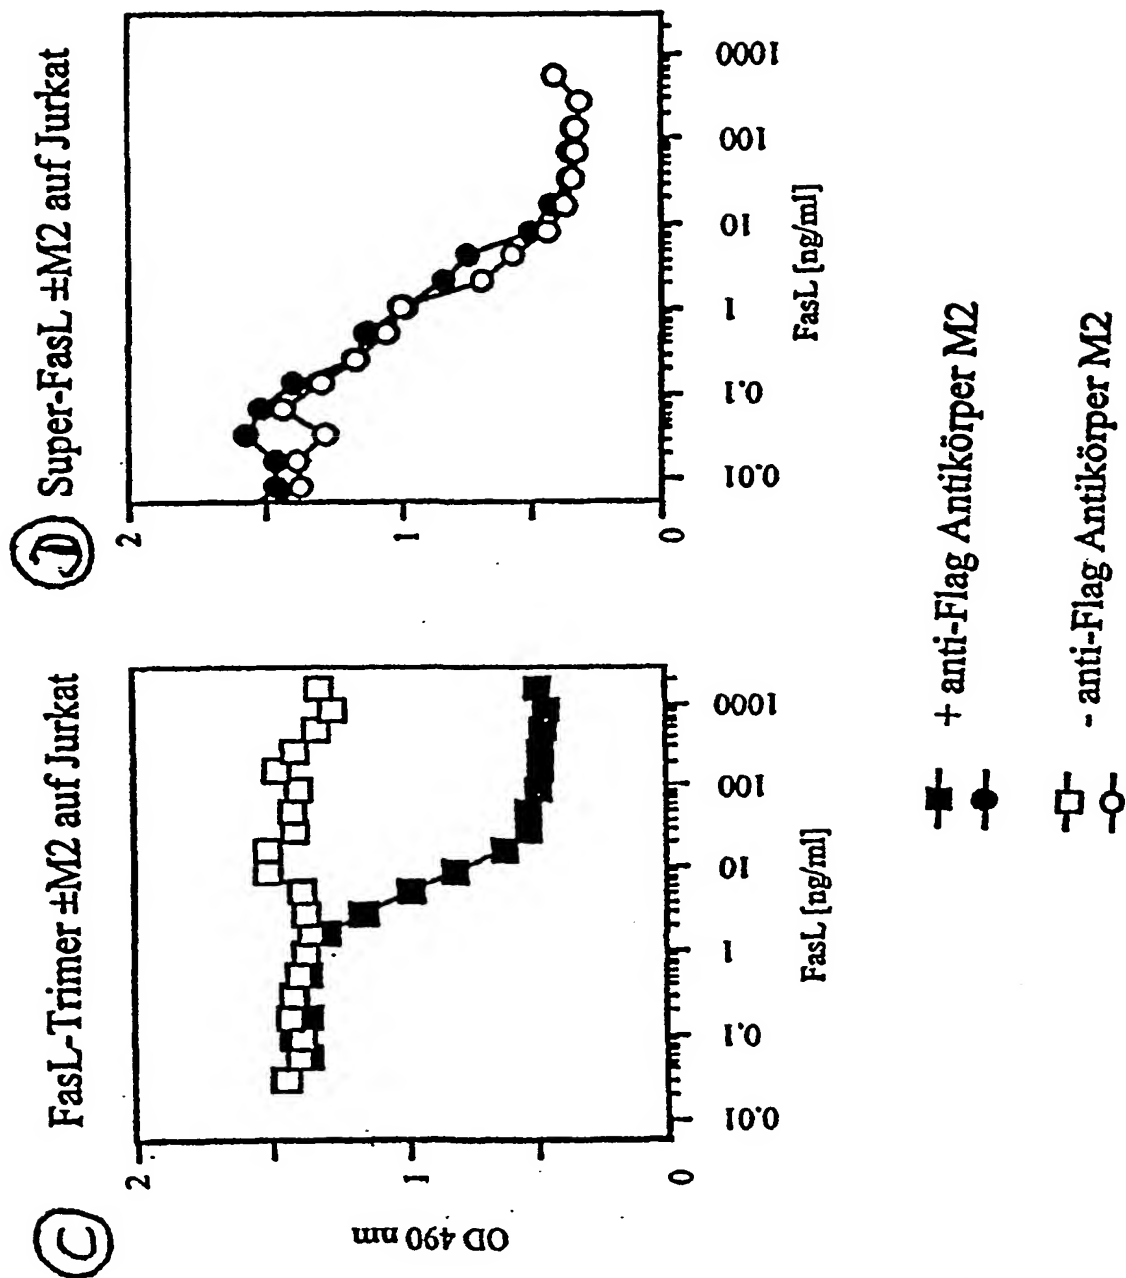 C
FasL-Trimer ±M2 auf Jurkat
OD 490 nm
2
1
0
0.01
0.1
1
10
100
1000
FasL [ng/ml]
D
Super-FasL ±M2 auf Jurkat
2
1
0
0.01
0.1
1
10
100
1000
FasL [ng/ml]
+ anti-Flag Antikörper M2
- anti-Flag Antikörper M2